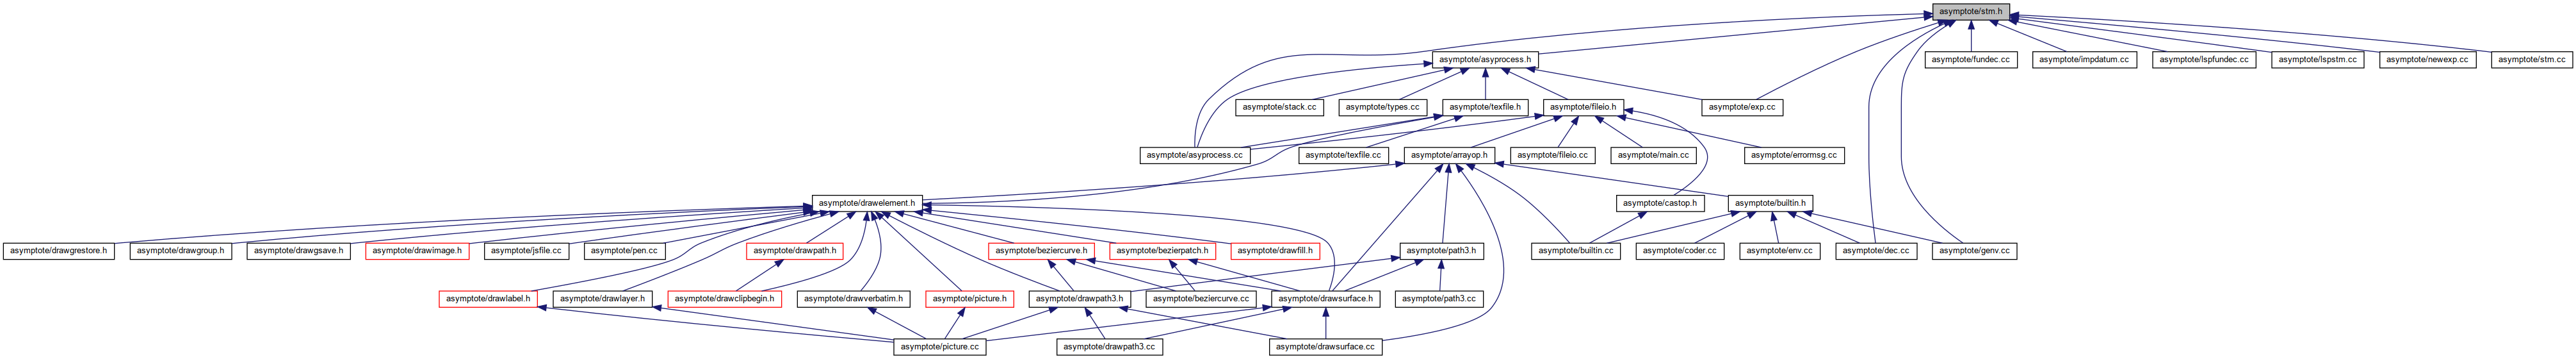 asymptote/stm.h
asymptote/asyprocess.h
asymptote/fundec.cc
asymptote/impdatum.cc
asymptote/lspfundec.cc
asymptote/lspstm.cc
asymptote/newexp.cc
asymptote/stm.cc
asymptote/stack.cc
asymptote/types.cc
asymptote/texfile.h
asymptote/fileio.h
asymptote/exp.cc
asymptote/asyprocess.cc
asymptote/texfile.cc
asymptote/arrayop.h
asymptote/fileio.cc
asymptote/main.cc
asymptote/errormsg.cc
asymptote/drawelement.h
asymptote/castop.h
asymptote/builtin.h
asymptote/drawgrestore.h
asymptote/drawgroup.h
asymptote/drawgsave.h
asymptote/drawimage.h
asymptote/jsfile.cc
asymptote/pen.cc
asymptote/drawpath.h
asymptote/beziercurve.h
asymptote/bezierpatch.h
asymptote/drawfill.h
asymptote/path3.h
asymptote/builtin.cc
asymptote/coder.cc
asymptote/env.cc
asymptote/dec.cc
asymptote/genv.cc
asymptote/drawlabel.h
asymptote/drawlayer.h
asymptote/drawclipbegin.h
asymptote/drawverbatim.h
asymptote/picture.h
asymptote/drawpath3.h
asymptote/beziercurve.cc
asymptote/drawsurface.h
asymptote/path3.cc
asymptote/picture.cc
asymptote/drawpath3.cc
asymptote/drawsurface.cc